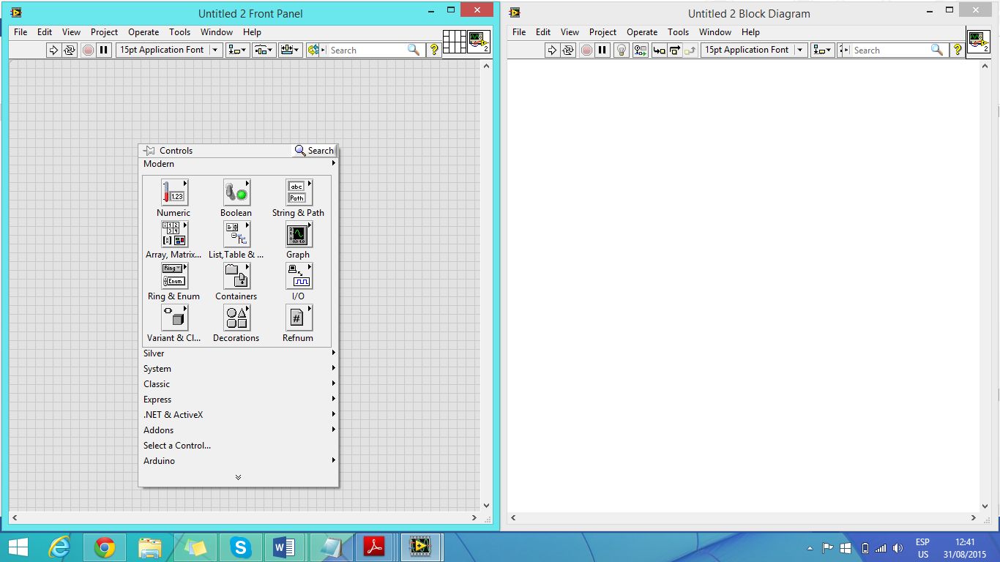 Untitled 2 Front Panel
File Edit View Project Operate Tools Window Help
15pt Application Font
Search
?
2
Controls
Search
Modern
1.23
abc
Path
Numeric Boolean String & Path
Array, Matrix... List,Table & ... Graph
Ring
Enum
Ring & Enum Containers I/O
#
Variant & Cl... Decorations Refnum
Silver
System
Classic
Express
.NET & ActiveX
Addons
Select a Control...
Arduino
Untitled 2 Block Diagram
File Edit View Project Operate Tools Window Help
15pt Application Font
Search
?
2
ESP
US
12:41
31/08/2015